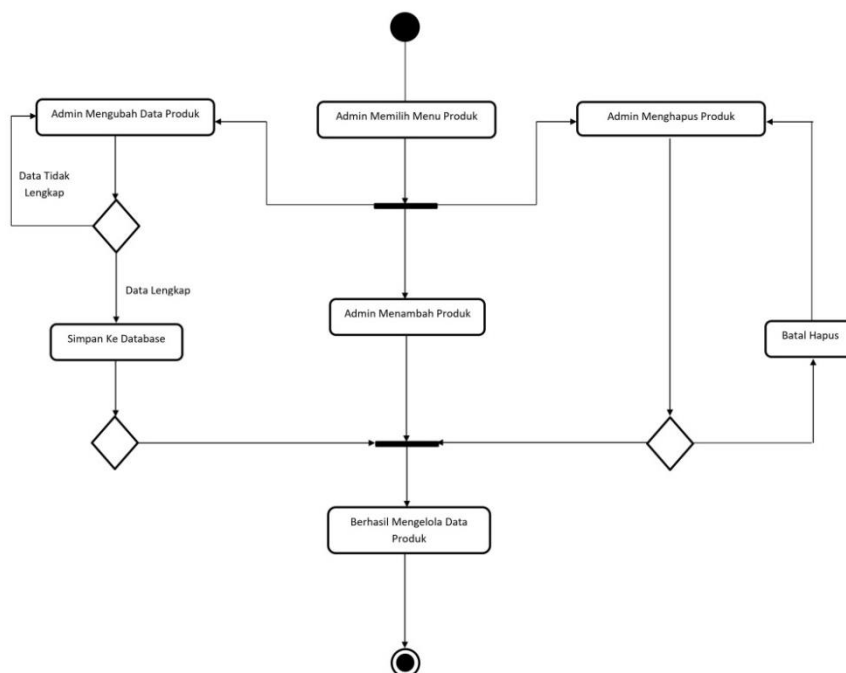 Admin Mengubah Data Produk
Admin Memilih Menu Produk
Admin Menghapus Produk
Data Tidak
Lengkap
Data Lengkap
Simpan Ke Database
Admin Menambah Produk
Batal Hapus
Berhasil Mengelola Data
Produk